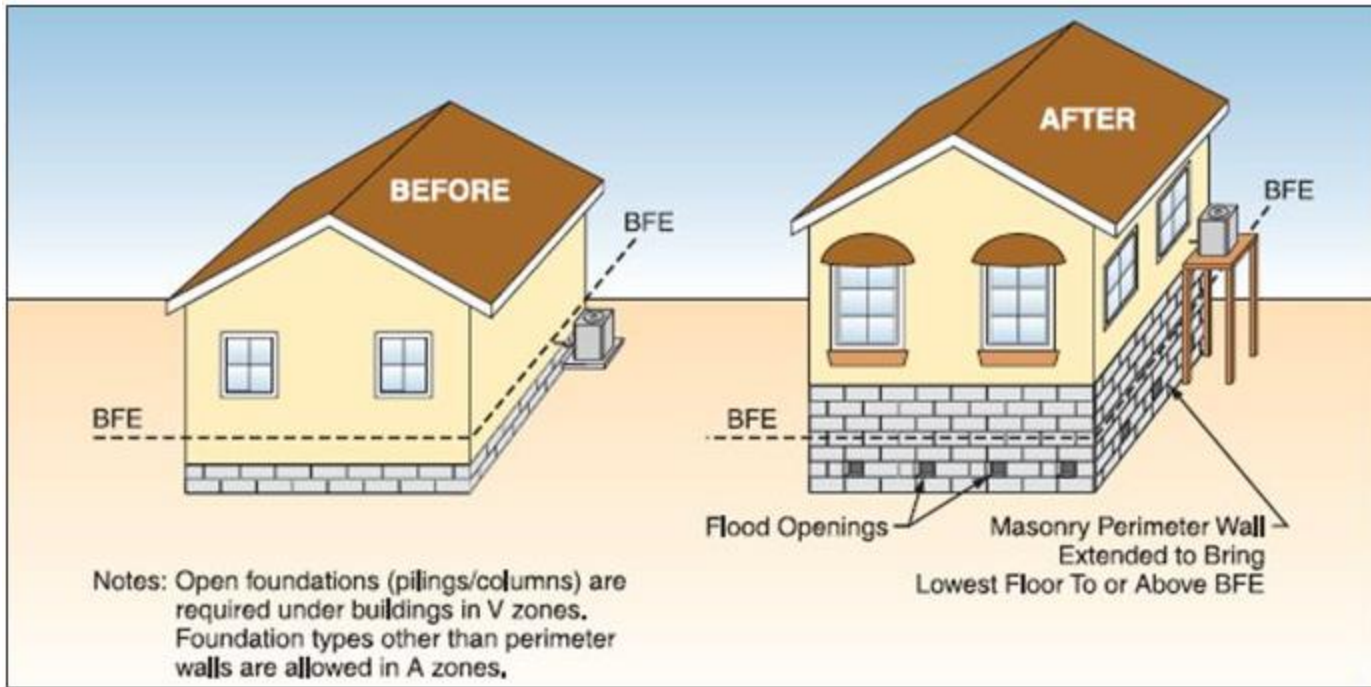 BEFORE
BFE
BFE
AFTER
BFE
BFE
Flood Openings
Masonry Perimeter Wall
Extended to Bring
Lowest Floor To or Above BFE
Notes: Open foundations (pilings/columns) are
required under buildings in V zones.
Foundation types other than perimeter
walls are allowed in A zones.